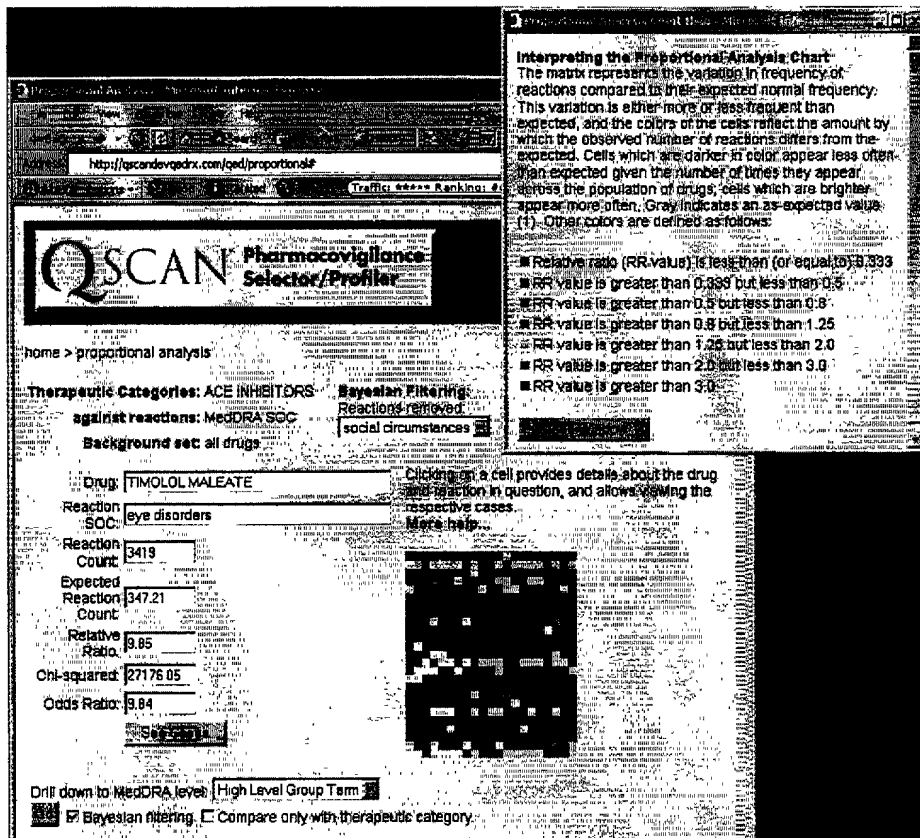 Interpreting the Proportional Analysis Chart
The matrix represents the variation in frequency of
reactions compared to their expected normal frequency.
This variation is either more or less frequent than
expected, and the colors of the cells reflect the amount by
which the observed number of reactions differs from the
expected. Cells which are darker in color appear less often
than expected given the number of times they appear
across the population of drugs; cells which are brighter
appear more often. Gray indicates an as-expected value
(1). Other colors are defined as follows:
Relative ratio (RR value) is less than (or equal to) 0.333
RR value is greater than 0.333 but less than 0.5
RR value is greater than 0.5 but less than 0.8
RR value is greater than 0.8 but less than 1.25
RR value is greater than 1.25 but less than 2.0
RR value is greater than 2.0 but less than 3.0
RR value is greater than 3.0
http://qscandevqedrx.com/qed/proportional#
Traffic: Ranking:
QSCAN Pharmacovigilance
Selector/Profiler
home > proportional analysis
Therapeutic Categories: ACE INHIBITORS
against reactions: MedDRA SOC
Background set: all drugs
Bayesian Filtering:
Reactions removed:
social circumstances
Drug: TIMOLOL MALEATE
Reaction SOC: eye disorders
Reaction Count: 3419
Expected Reaction Count: 347.21
Relative Ratio: 9.85
Chi-squared: 27176.05
Odds Ratio: 9.84
Clicking on a cell provides details about the drug
and reaction in question, and allows viewing the
respective cases.
More help...
Drill down to MedDRA level: High Level Group Term
Bayesian filtering. Compare only with therapeutic category.